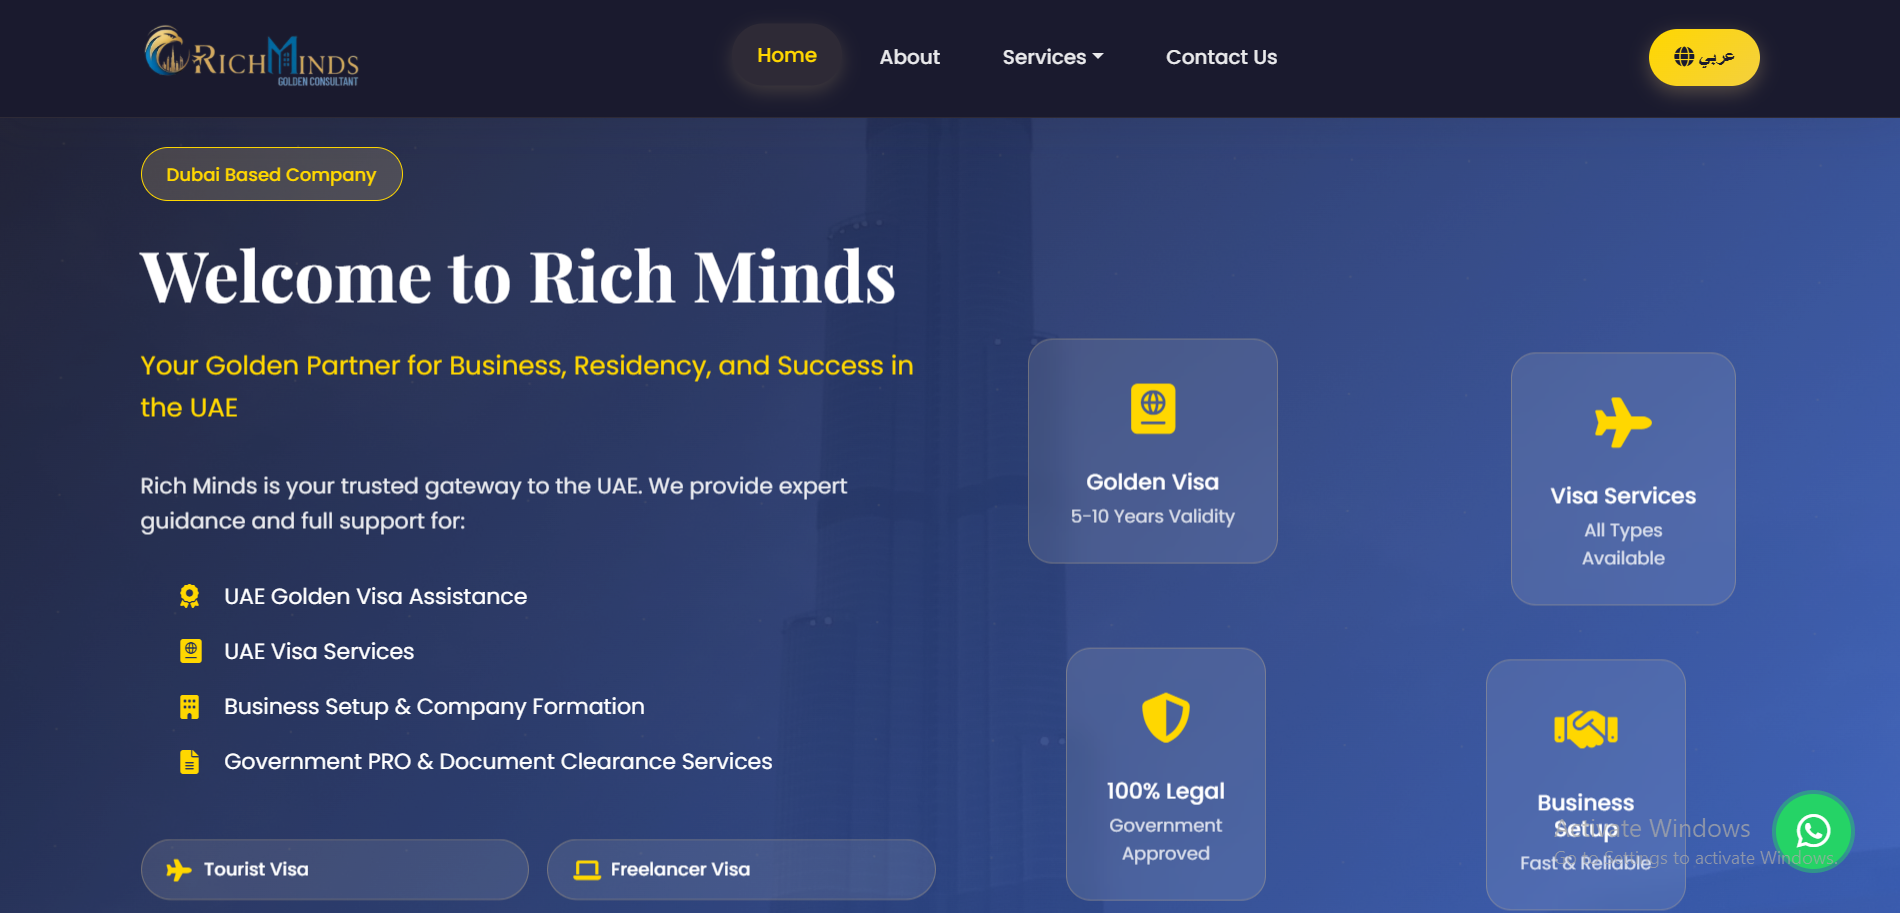 RICHMINDS
GOLDEN CONSULTANT
Home
About
Services
Contact Us
عربي
Dubai Based Company
Welcome to Rich Minds
Your Golden Partner for Business, Residency, and Success in
the UAE
Rich Minds is your trusted gateway to the UAE. We provide expert
guidance and full support for:
UAE Golden Visa Assistance
UAE Visa Services
Business Setup & Company Formation
Government PRO & Document Clearance Services
Tourist Visa
Freelancer Visa
Golden Visa
5-10 Years Validity
Visa Services
All Types
Available
100% Legal
Government
Approved
Business
Setup
Fast & Reliable
Activate Windows
Go to Settings to activate Windows.